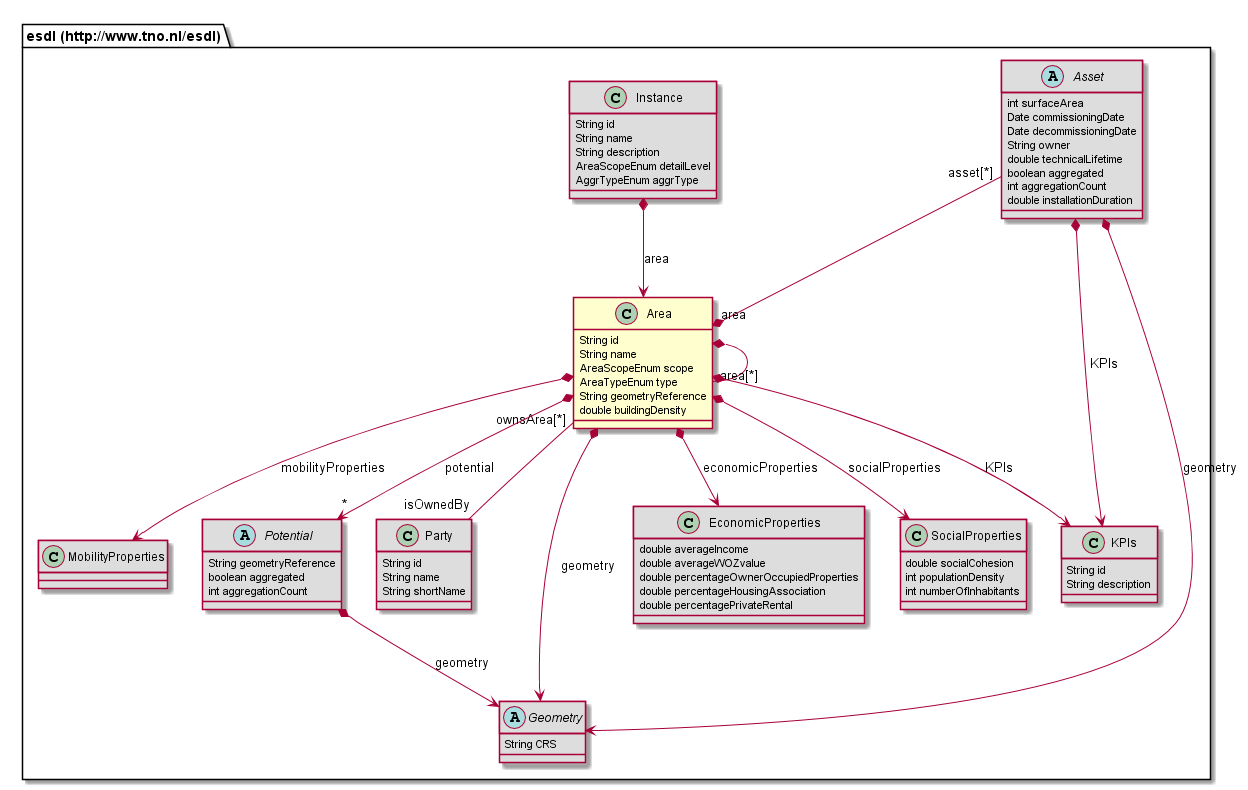 esdl (http://www.tno.nl/esdl)
A Asset
int surfaceArea
Date commissioningDate
Date decommissioningDate
String owner
double technicalLifetime
boolean aggregated
int aggregationCount
double installationDuration
C Instance
String id
String name
String description
AreaScopeEnum detailLevel
AggrTypeEnum aggrType
asset[*]
area
area
C Area
String id
String name
AreaScopeEnum scope
AreaTypeEnum type
String geometryReference
double buildingDensity
area[*]
KPIs
ownsArea[*]
mobilityProperties
potential
economicProperties
socialProperties
KPIs
geometry
*
isOwnedBy
C MobilityProperties
A Potential
String geometryReference
boolean aggregated
int aggregationCount
C Party
String id
String name
String shortName
geometry
C EconomicProperties
double averageIncome
double averageWOZvalue
double percentageOwnerOccupiedProperties
double percentageHousingAssociation
double percentagePrivateRental
C SocialProperties
double socialCohesion
int populationDensity
int numberOfInhabitants
C KPIs
String id
String description
geometry
A Geometry
String CRS